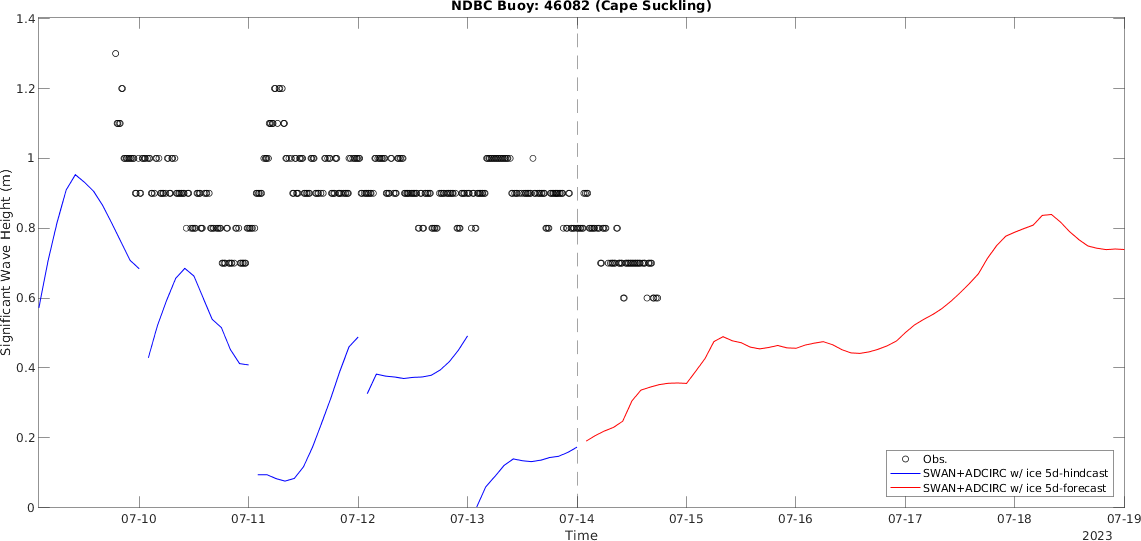 NDBC Buoy: 46082 (Cape Suckling)
1.4
1.2
1
0.8
0.6
0.4
0.2
0
Significant Wave Height (m)
Obs.
SWAN+ADCIRC w/ ice 5d-hindcast
SWAN+ADCIRC w/ ice 5d-forecast
07-10 07-11 07-12 07-13 07-14 07-15 07-16 07-17 07-18 07-19
Time
2023